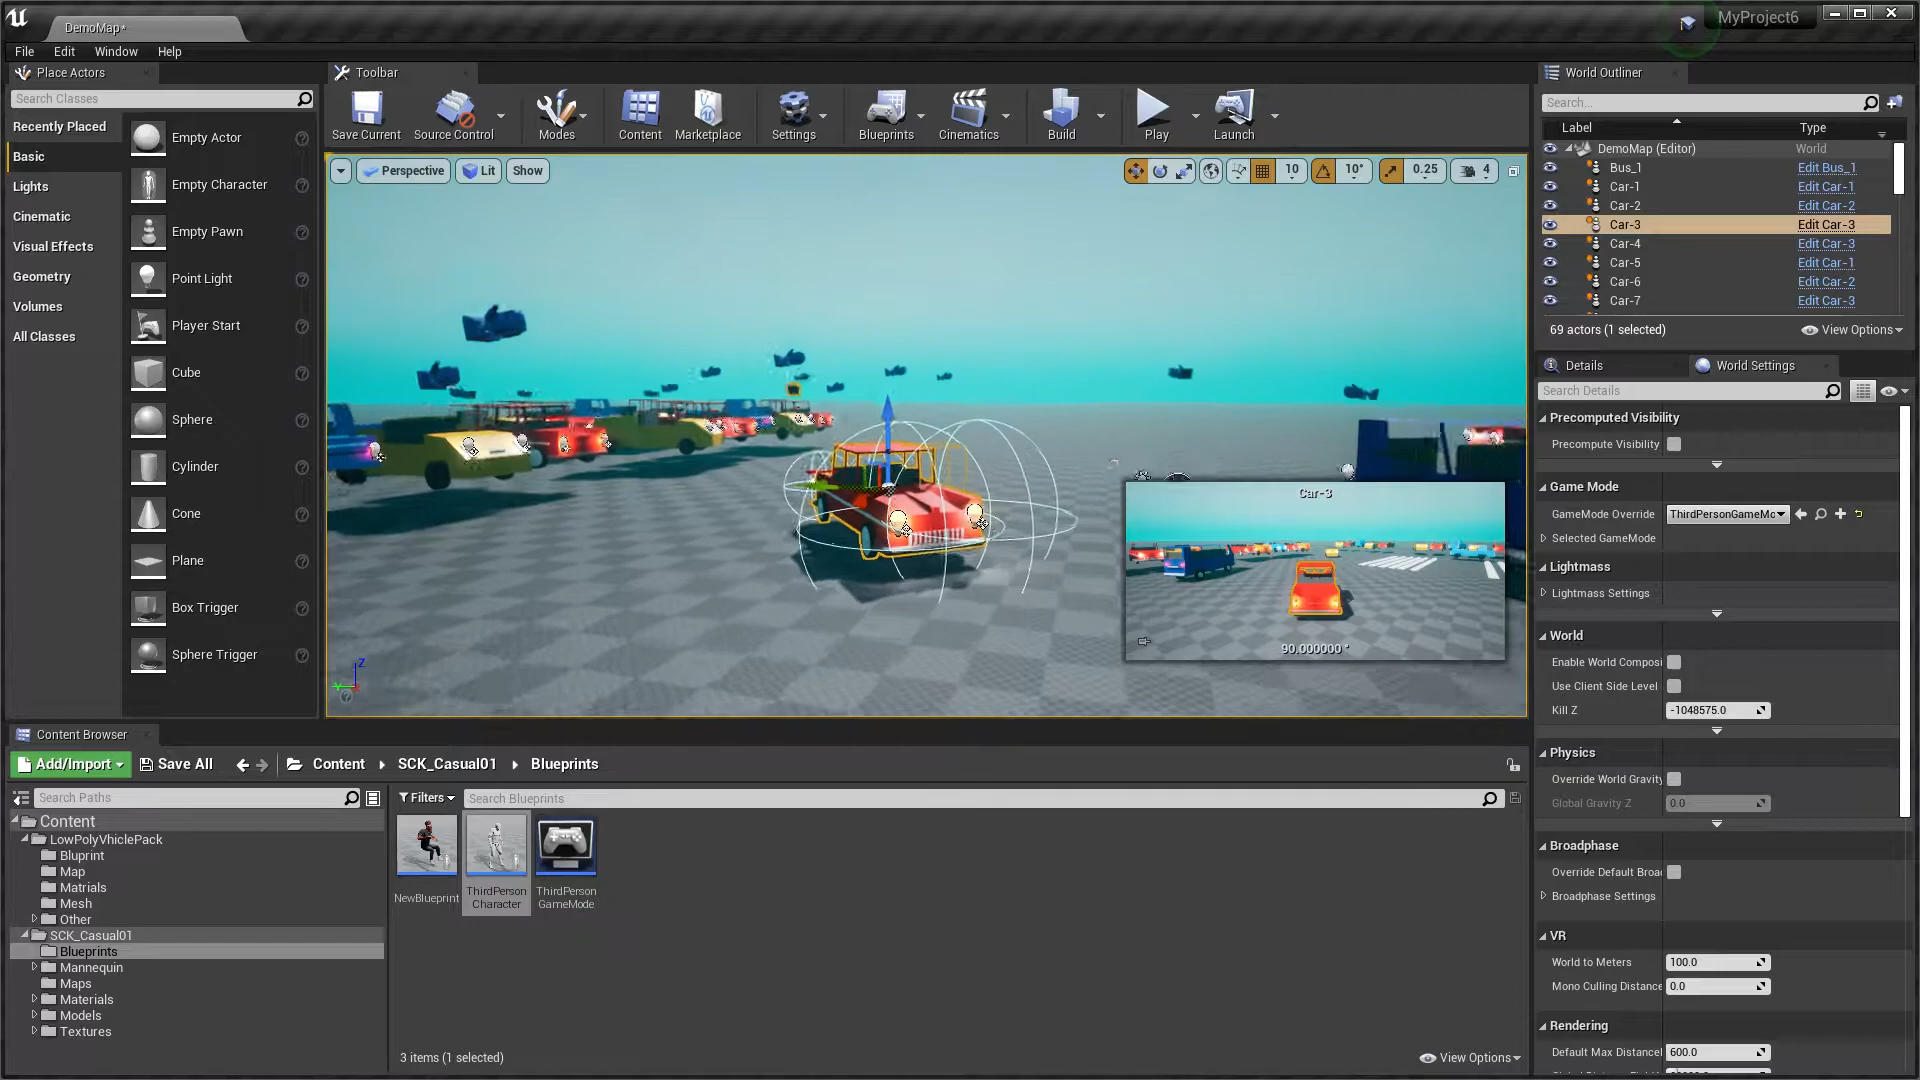 DemoMap*
MyProject6
File Edit Window Help
Place Actors
Search Classes
Recently Placed
Basic
Lights
Cinematic
Visual Effects
Geometry
Volumes
All Classes
Empty Actor
Empty Character
Empty Pawn
Point Light
Player Start
Cube
Sphere
Cylinder
Cone
Plane
Box Trigger
Sphere Trigger
Toolbar
Save Current
Source Control
Modes
Content
Marketplace
Settings
Blueprints
Cinematics
Build
Play
Launch
Perspective
Lit
Show
10
10°
0.25
4
Car-3
90.000000 °
Z
Y
World Outliner
Search...
Label Type
DemoMap (Editor) World
Bus_1 Edit Bus_1
Car-1 Edit Car-1
Car-2 Edit Car-2
Car-3 Edit Car-3
Car-4 Edit Car-3
Car-5 Edit Car-1
Car-6 Edit Car-2
Car-7 Edit Car-3
69 actors (1 selected)
View Options
Details
World Settings
Search Details
Precomputed Visibility
Precompute Visibility
Game Mode
GameMode Override ThirdPersonGameMc
Selected GameMode
Lightmass
Lightmass Settings
World
Enable World Composi
Use Client Side Level
Kill Z -1048575.0
Physics
Override World Gravity
Global Gravity Z 0.0
Broadphase
Override Default Broa
Broadphase Settings
VR
World to Meters 100.0
Mono Culling Distance 0.0
Rendering
Default Max Distance 600.0
Content Browser
Add/Import
Save All
Content
SCK_Casual01
Blueprints
Search Paths
Content
LowPolyVhiclePack
Bluprint
Map
Matrials
Mesh
Other
SCK_Casual01
Blueprints
Mannequin
Maps
Materials
Models
Textures
Filters
Search Blueprints
NewBlueprint
ThirdPerson
Character
ThirdPerson
GameMode
3 items (1 selected)
View Options